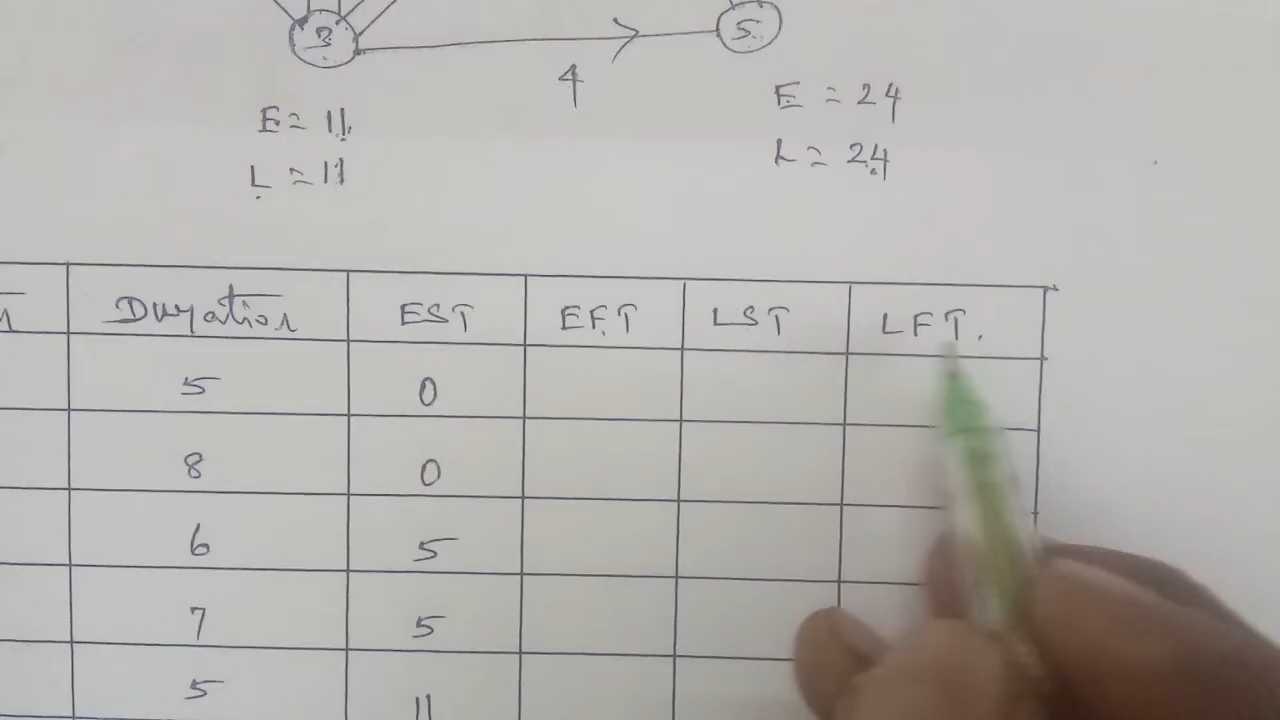 3
5
4
E = 24
E = 11
L = 24
L = 11
Duration EST EFT LST LFT.
5 0
8 0
6 5
7 5
5 11